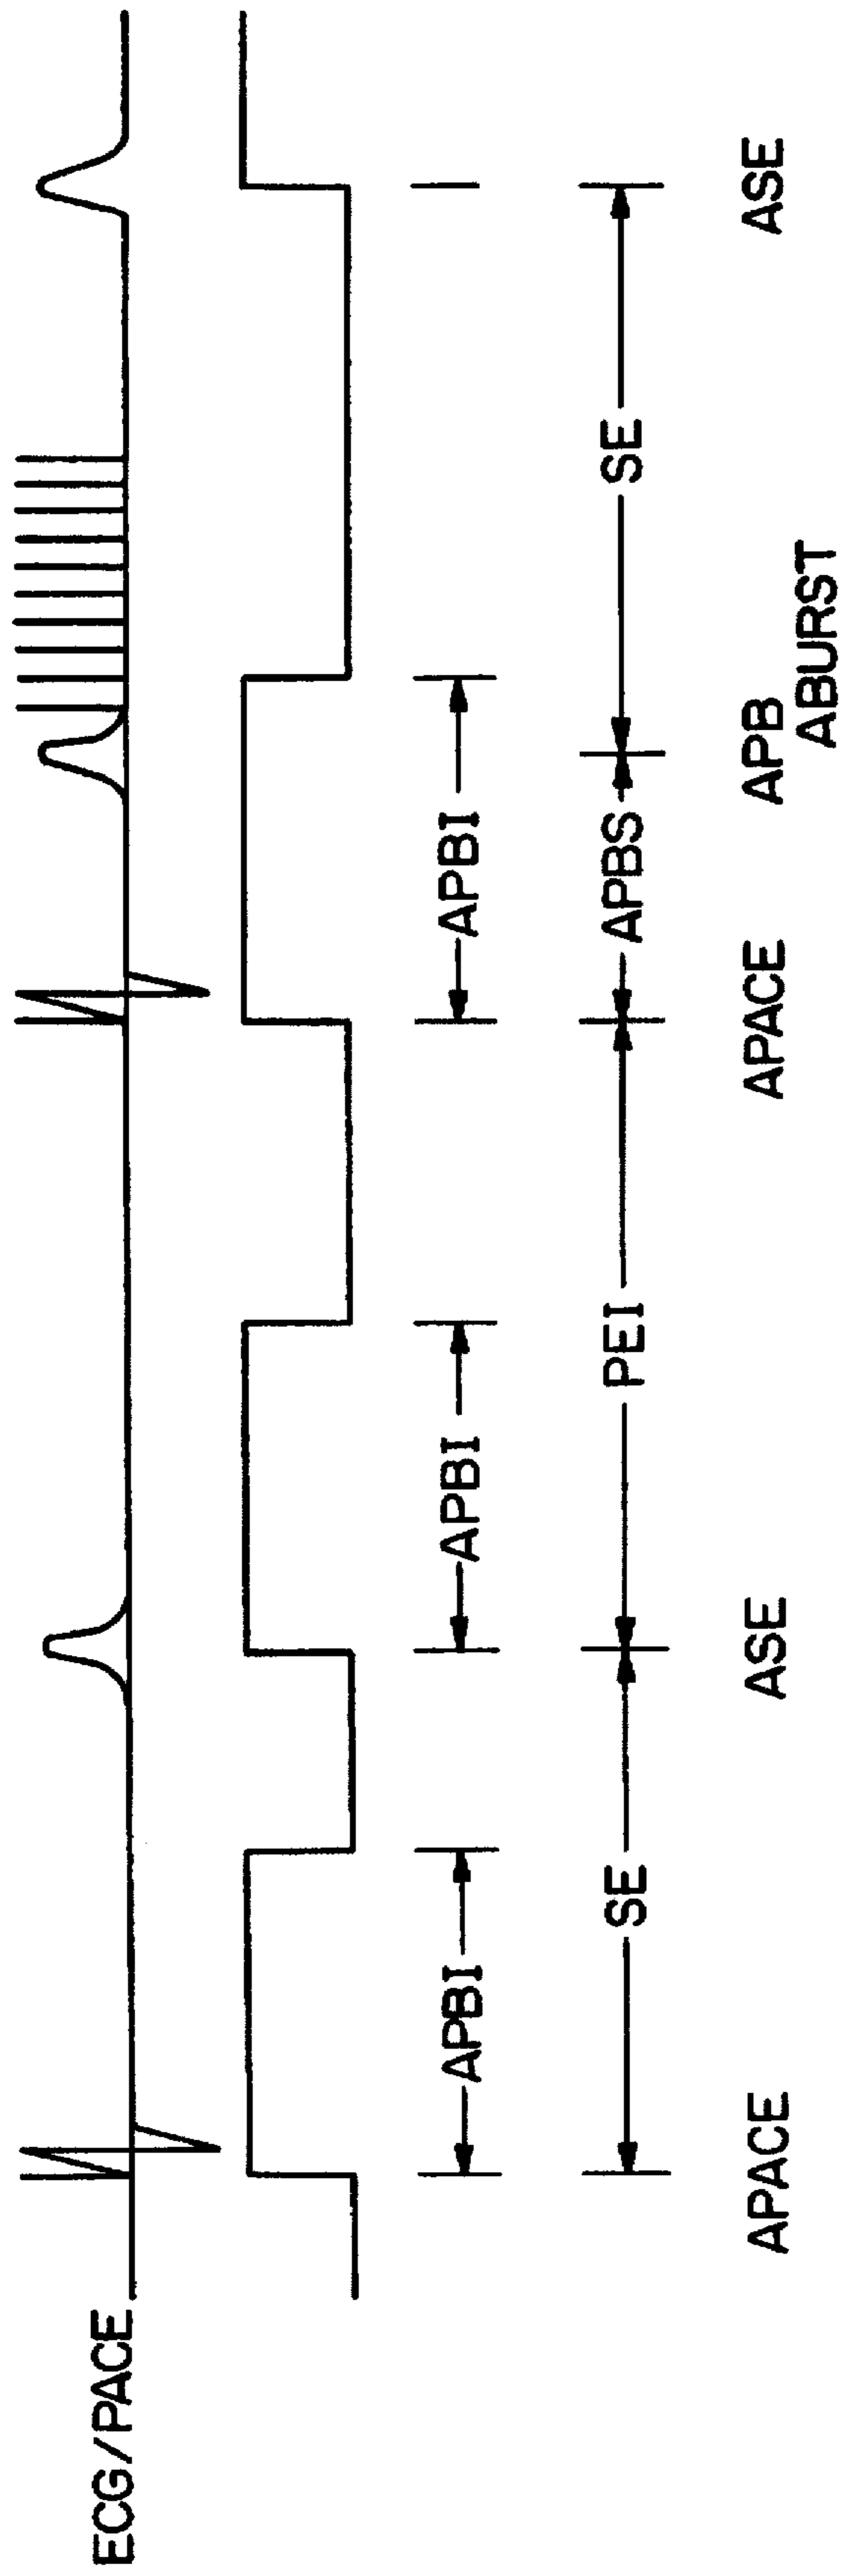 ECG/PACE
APBI
APBI
APBI
SE
PEI
APBS
SE
APACE
ASE
APACE
APB
ASE
ABURST